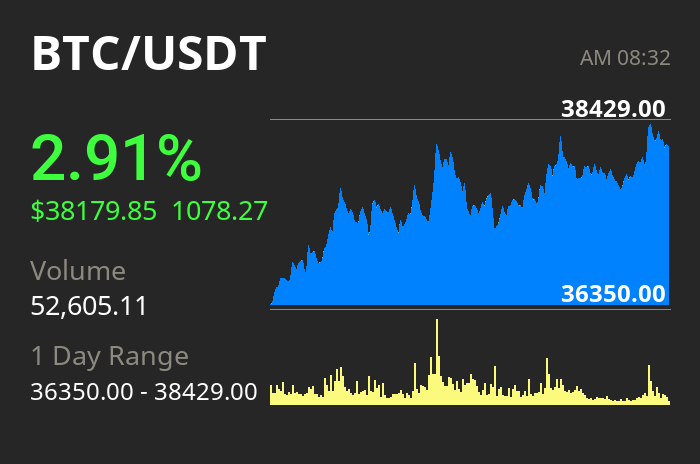 BTC/USDT
AM 08:32
38429.00
2.91%
$38179.85 1078.27
Volume
52,605.11
36350.00
1 Day Range
36350.00 - 38429.00